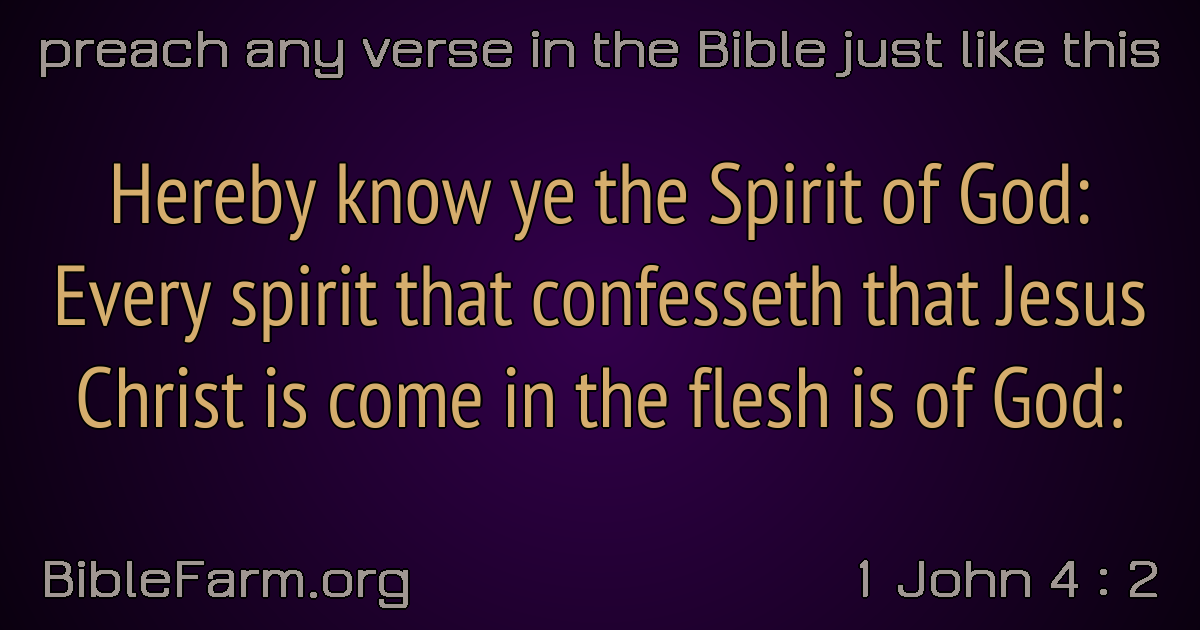 preach any verse in the Bible just like this
Hereby know ye the Spirit of God:
Every spirit that confesseth that Jesus
Christ is come in the flesh is of God:
BibleFarm.org
1 John 4 : 2